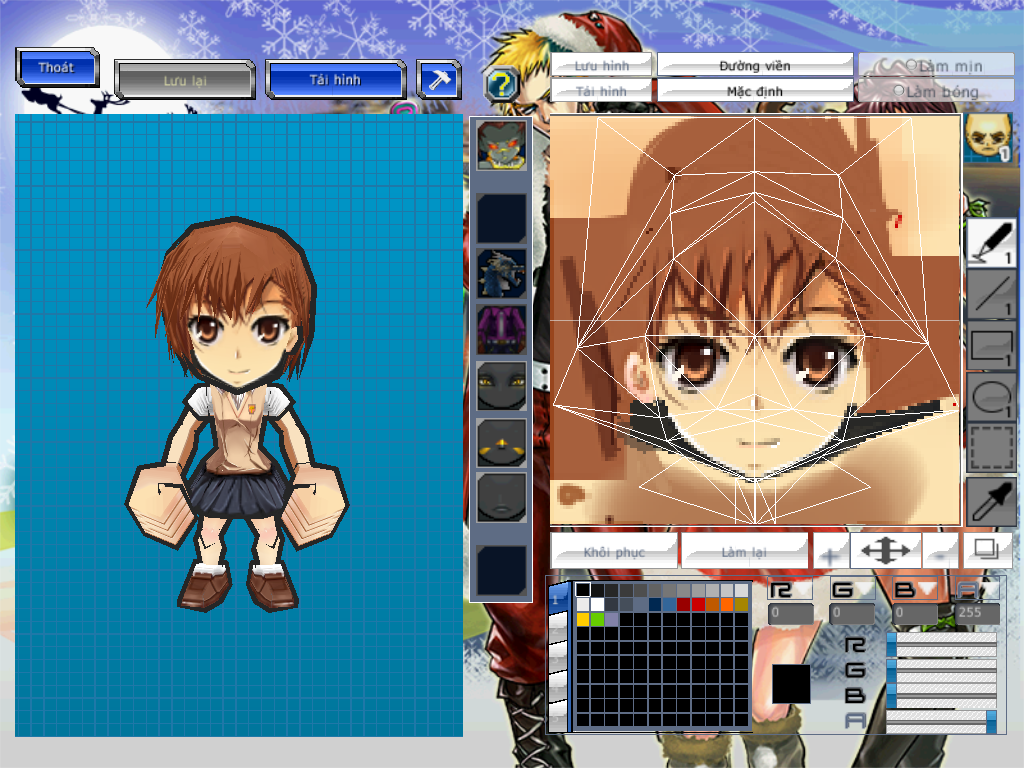 Thoát
Lưu lại
Tải hình
?
Lưu hình
Đường viền
Làm mịn
Tải hình
Mặc định
Làm bóng
1
1
1
1
1
Khôi phục
Làm lại
+
-
1
R
G
B
A
0
0
0
255
R
G
B
A